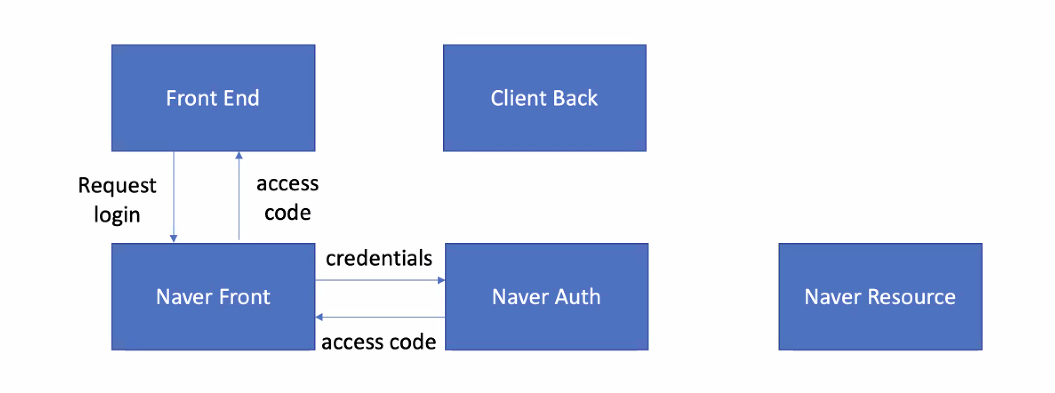 Front End
Client Back
Request
login
access
code
credentials
Naver Front
Naver Auth
Naver Resource
access code